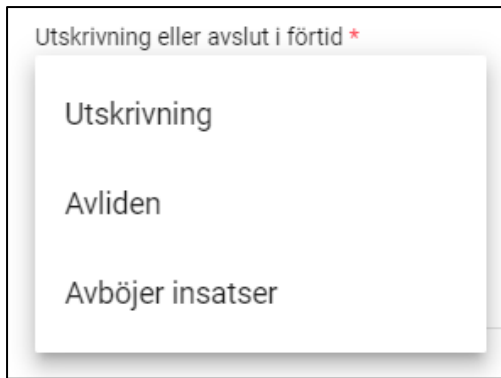 Utskrivning eller avslut i förtid *
Utskrivning
Avliden
Avböjer insatser